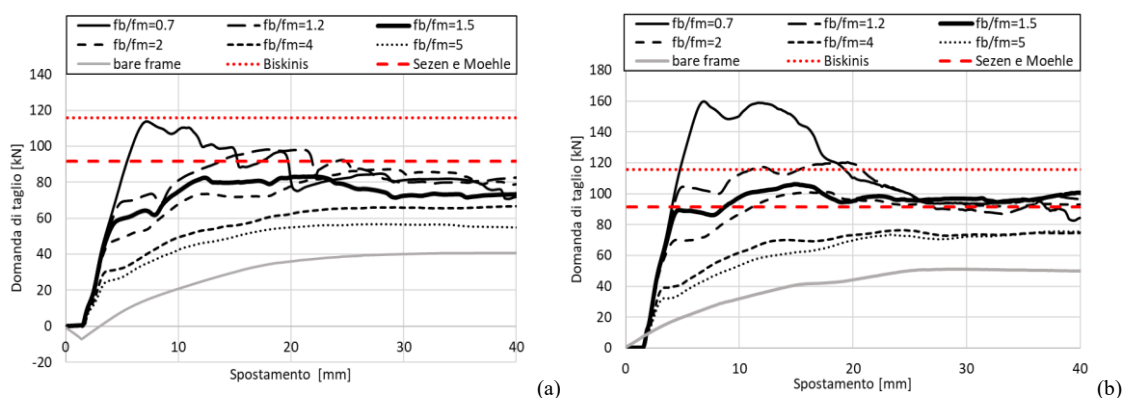 fb/fm=0.7 fb/fm=1.2 fb/fm=1.5
fb/fm=2 fb/fm=4 fb/fm=5
bare frame Biskinis Sezen e Moehle
Domanda di taglio [kN]
140
120
100
80
60
40
20
0
-20
0 10 20 30 40
Spostamento [mm]
(a)
fb/fm=0.7 fb/fm=1.2 fb/fm=1.5
fb/fm=2 fb/fm=4 fb/fm=5
bare frame Biskinis Sezen e Moehle
Domanda di taglio [kN]
180
160
140
120
100
80
60
40
20
0
0 10 20 30 40
Spostamento [mm]
(b)